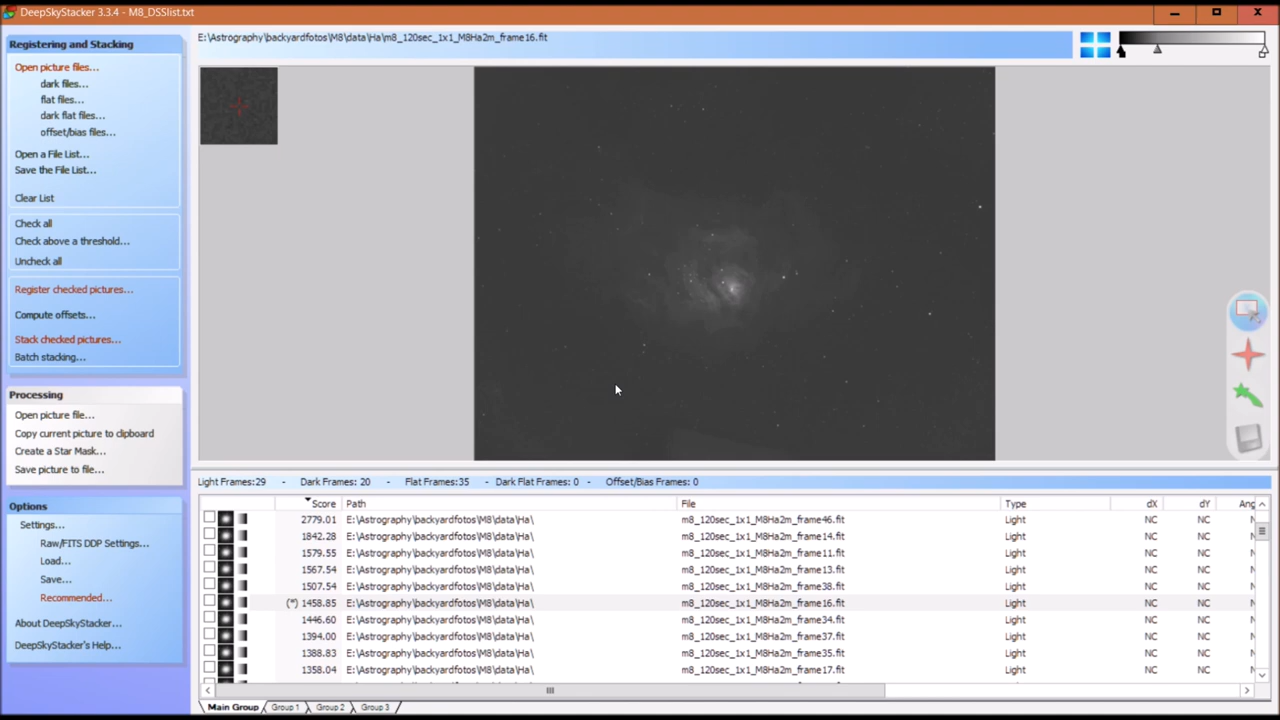 DeepSkyStacker 3.3.4 - M8_DSSlist.txt
Registering and Stacking
Open picture files...
dark files...
flat files...
dark flat files...
offset/bias files...
Open a File List...
Save the File List...
Clear List
Check all
Check above a threshold...
Uncheck all
Register checked pictures...
Compute offsets...
Stack checked pictures...
Batch stacking...
Processing
Open picture file...
Copy current picture to clipboard
Create a Star Mask...
Save picture to file...
Options
Settings...
Raw/FITS DDP Settings...
Load...
Save...
Recommended...
About DeepSkyStacker...
DeepSkyStacker's Help...
E:\Astrography\backyardfotos\M8\data\Ha\m8_120sec_1x1_M8Ha2m_frame16.fit
Light Frames:29 - Dark Frames: 20 - Flat Frames:35 - Dark Flat Frames: 0 - Offset/Bias Frames: 0
Score Path File Type dX dY Ang
2779.01 E:\Astrography\backyardfotos\M8\data\Ha\ m8_120sec_1x1_M8Ha2m_frame46.fit Light NC NC N
1842.28 E:\Astrography\backyardfotos\M8\data\Ha\ m8_120sec_1x1_M8Ha2m_frame14.fit Light NC NC N
1579.55 E:\Astrography\backyardfotos\M8\data\Ha\ m8_120sec_1x1_M8Ha2m_frame11.fit Light NC NC N
1567.54 E:\Astrography\backyardfotos\M8\data\Ha\ m8_120sec_1x1_M8Ha2m_frame13.fit Light NC NC N
1507.54 E:\Astrography\backyardfotos\M8\data\Ha\ m8_120sec_1x1_M8Ha2m_frame38.fit Light NC NC N
(*) 1458.85 E:\Astrography\backyardfotos\M8\data\Ha\ m8_120sec_1x1_M8Ha2m_frame16.fit Light NC NC N
1446.60 E:\Astrography\backyardfotos\M8\data\Ha\ m8_120sec_1x1_M8Ha2m_frame34.fit Light NC NC N
1394.00 E:\Astrography\backyardfotos\M8\data\Ha\ m8_120sec_1x1_M8Ha2m_frame37.fit Light NC NC N
1388.83 E:\Astrography\backyardfotos\M8\data\Ha\ m8_120sec_1x1_M8Ha2m_frame35.fit Light NC NC N
1358.04 E:\Astrography\backyardfotos\M8\data\Ha\ m8_120sec_1x1_M8Ha2m_frame17.fit Light NC NC N
Main Group Group 1 Group 2 Group 3